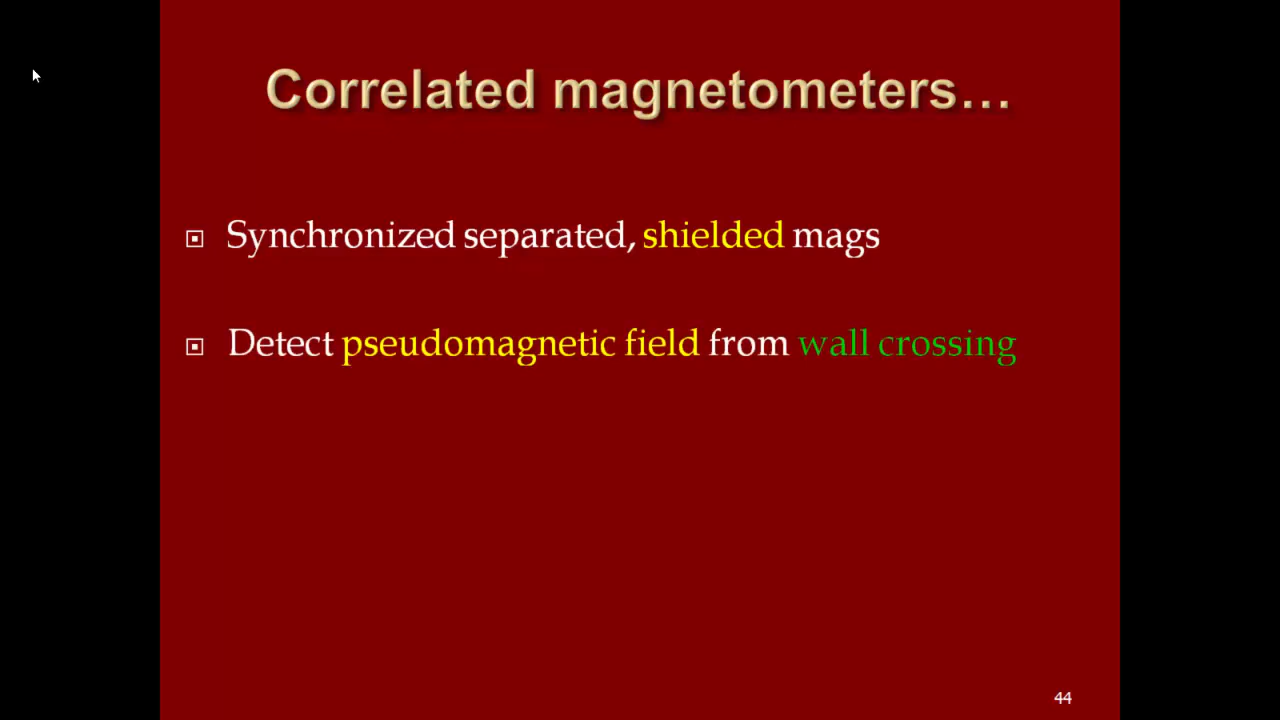 Correlated magnetometers…
Synchronized separated, shielded mags
Detect pseudomagnetic field from wall crossing
44